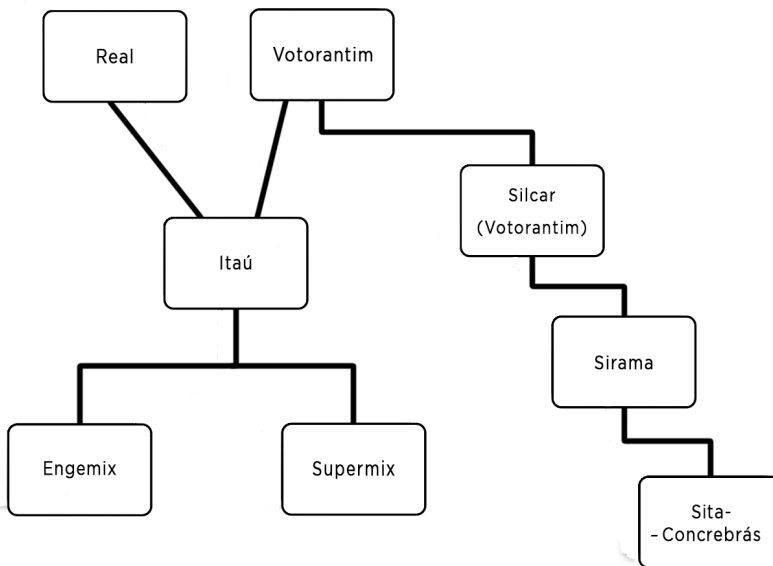 Real
Votorantim
Silcar
(Votorantim)
Itaú
Sirama
Engemix
Supermix
Sita-
-Concrebrás